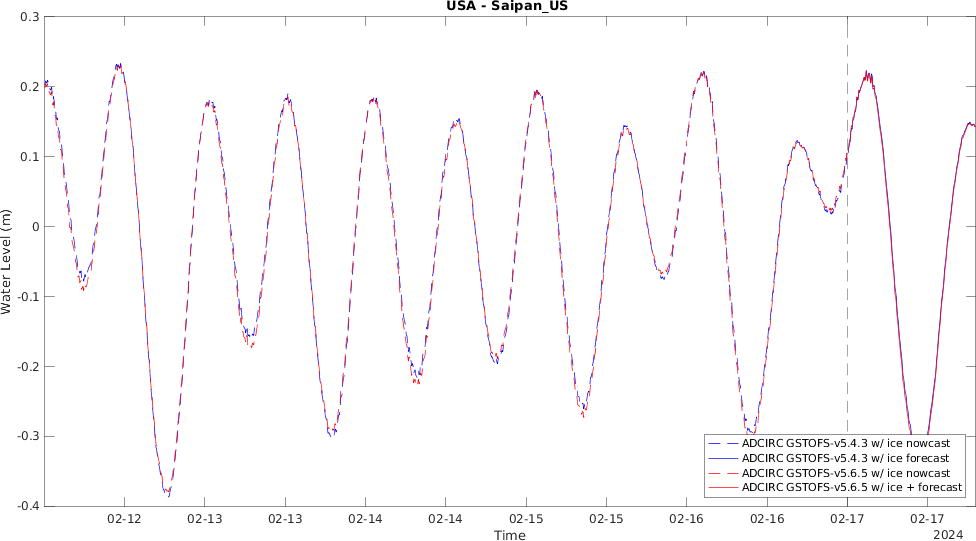 USA - Saipan_US
0.3
0.2
0.1
0
-0.1
-0.2
-0.3
-0.4
Water Level (m)
ADCIRC GSTOFS-v5.4.3 w/ ice nowcast
ADCIRC GSTOFS-v5.4.3 w/ ice forecast
ADCIRC GSTOFS-v5.6.5 w/ ice nowcast
ADCIRC GSTOFS-v5.6.5 w/ ice + forecast
02-12 02-13 02-13 02-14 02-14 02-15 02-15 02-16 02-16 02-17 02-17
Time
2024